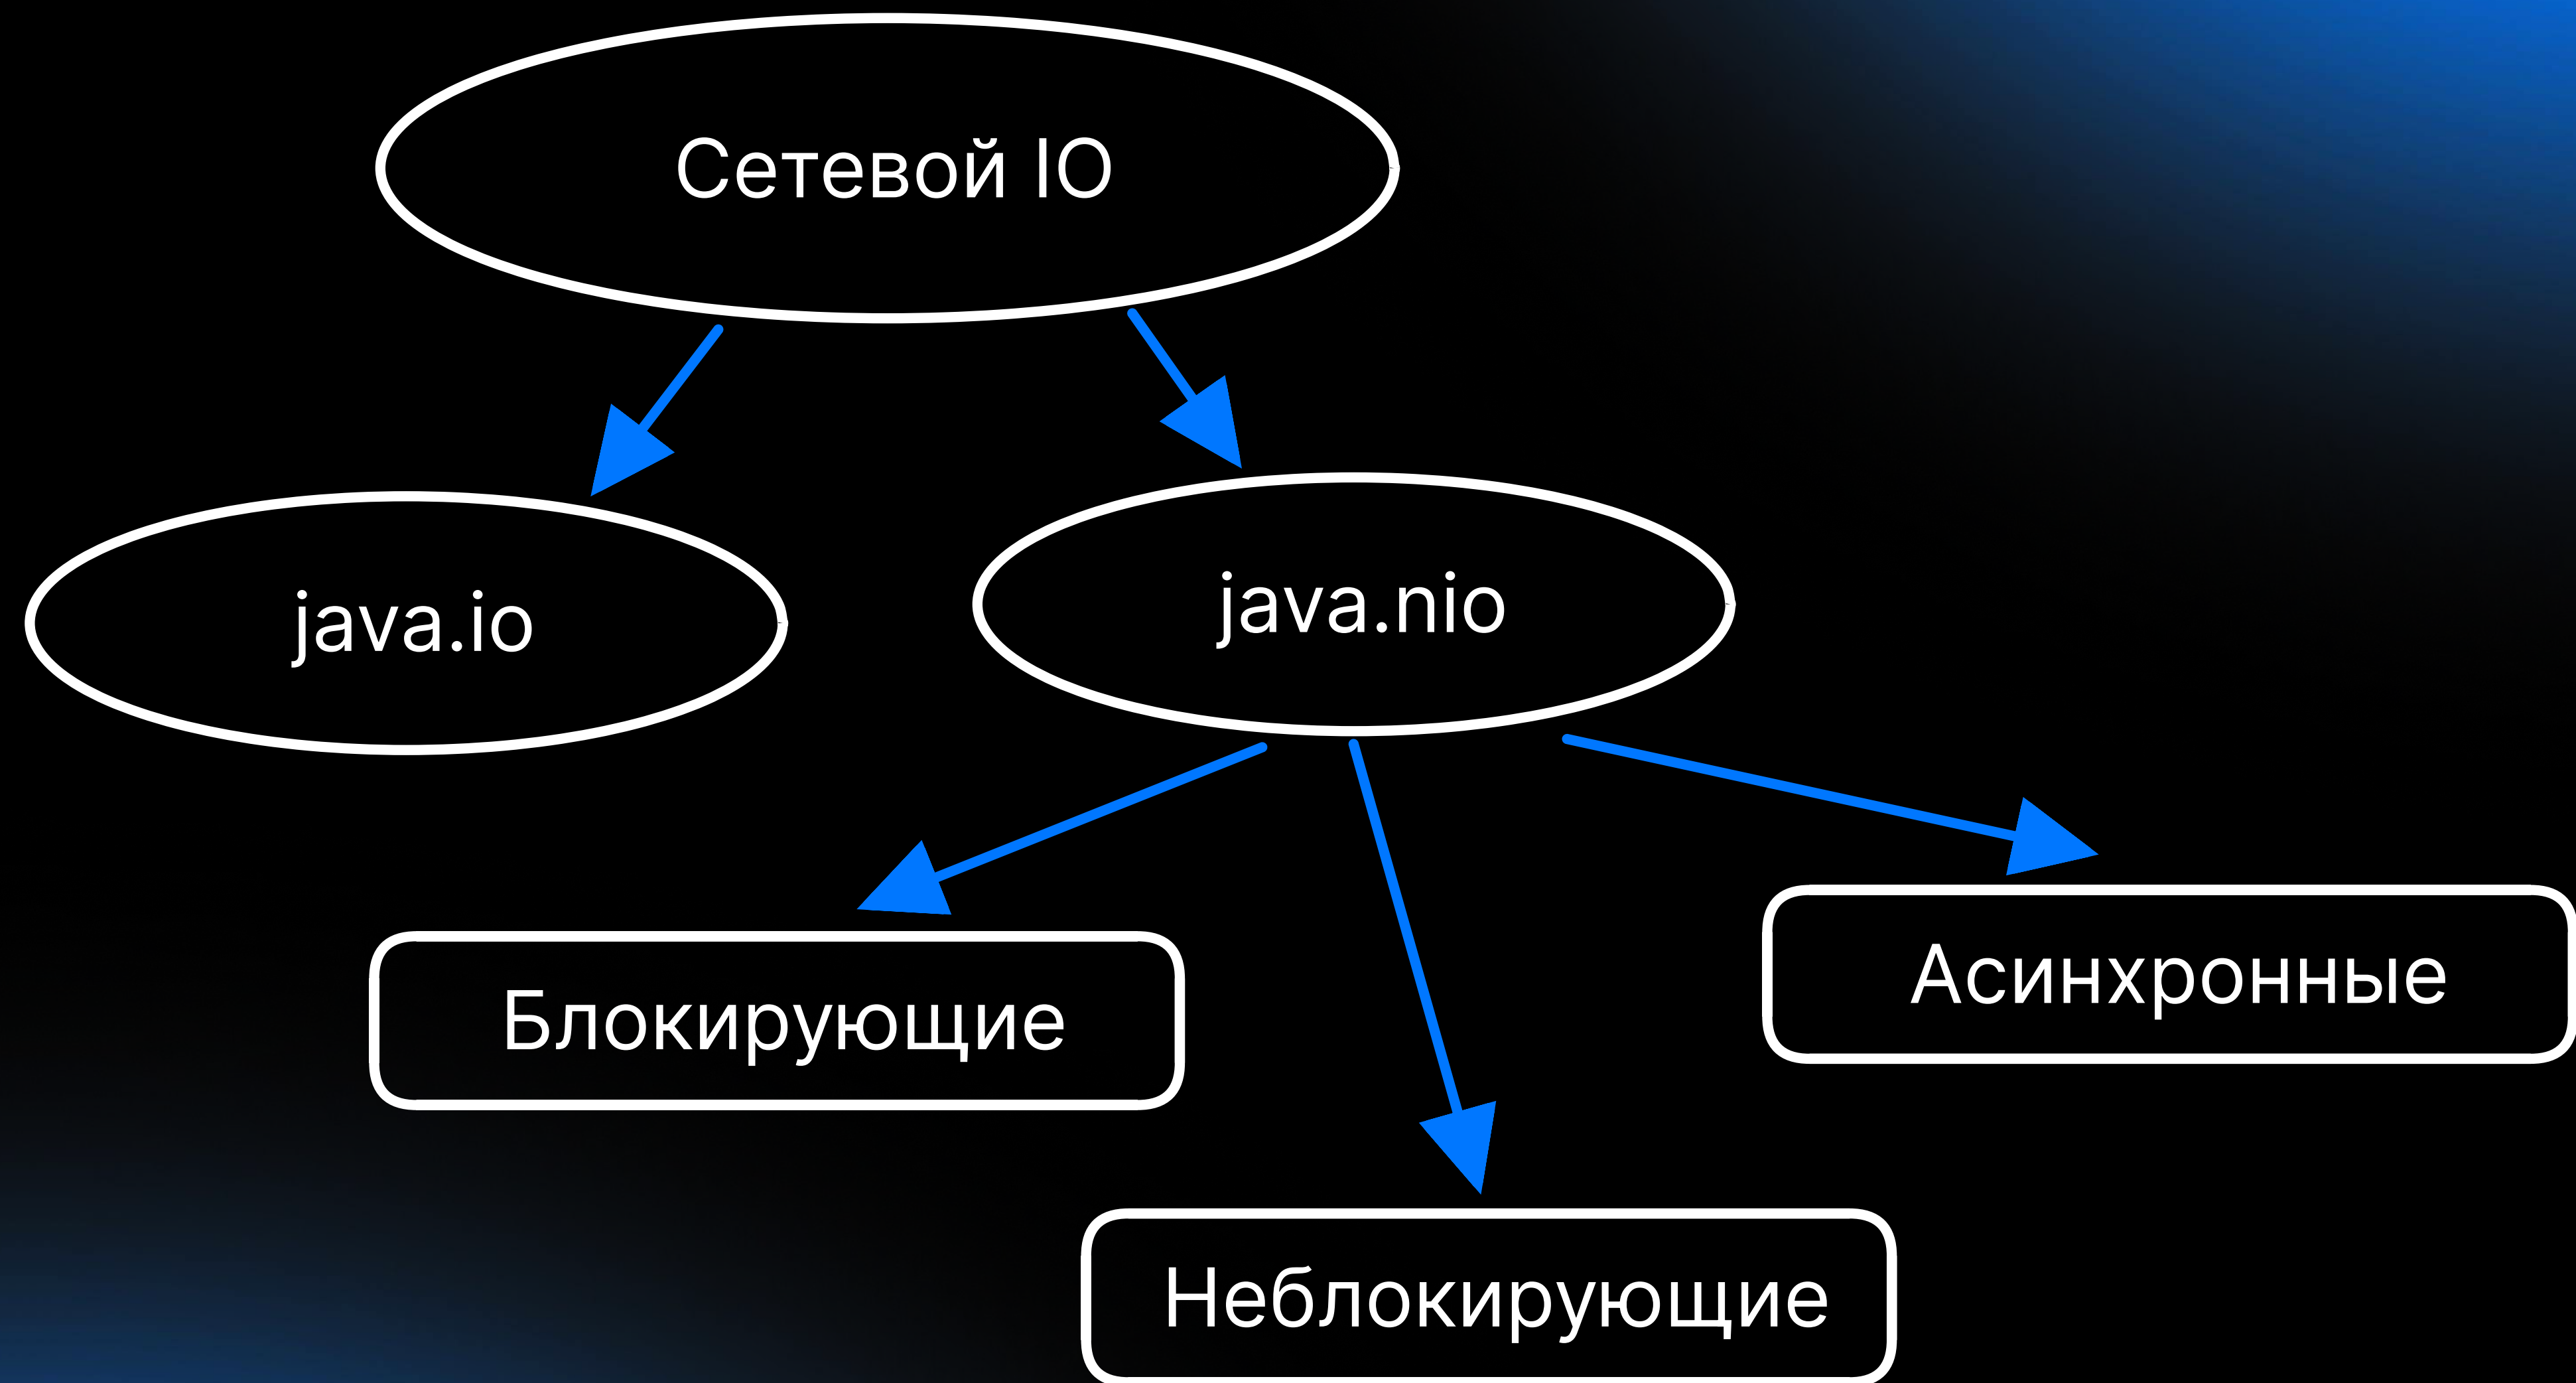 Сетевой IO
java.io
java.nio
Блокирующие
Асинхронные
Неблокирующие